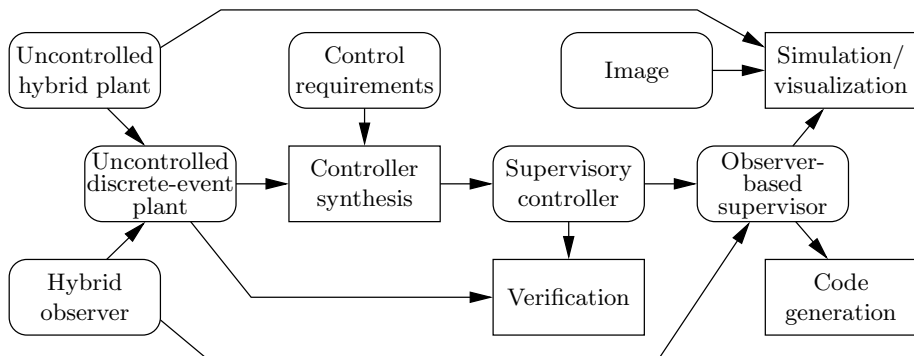 Uncontrolled
hybrid plant
Control
requirements
Image
Simulation/
visualization
Uncontrolled
discrete-event
plant
Controller
synthesis
Supervisory
controller
Observer-
based
supervisor
Hybrid
observer
Verification
Code
generation